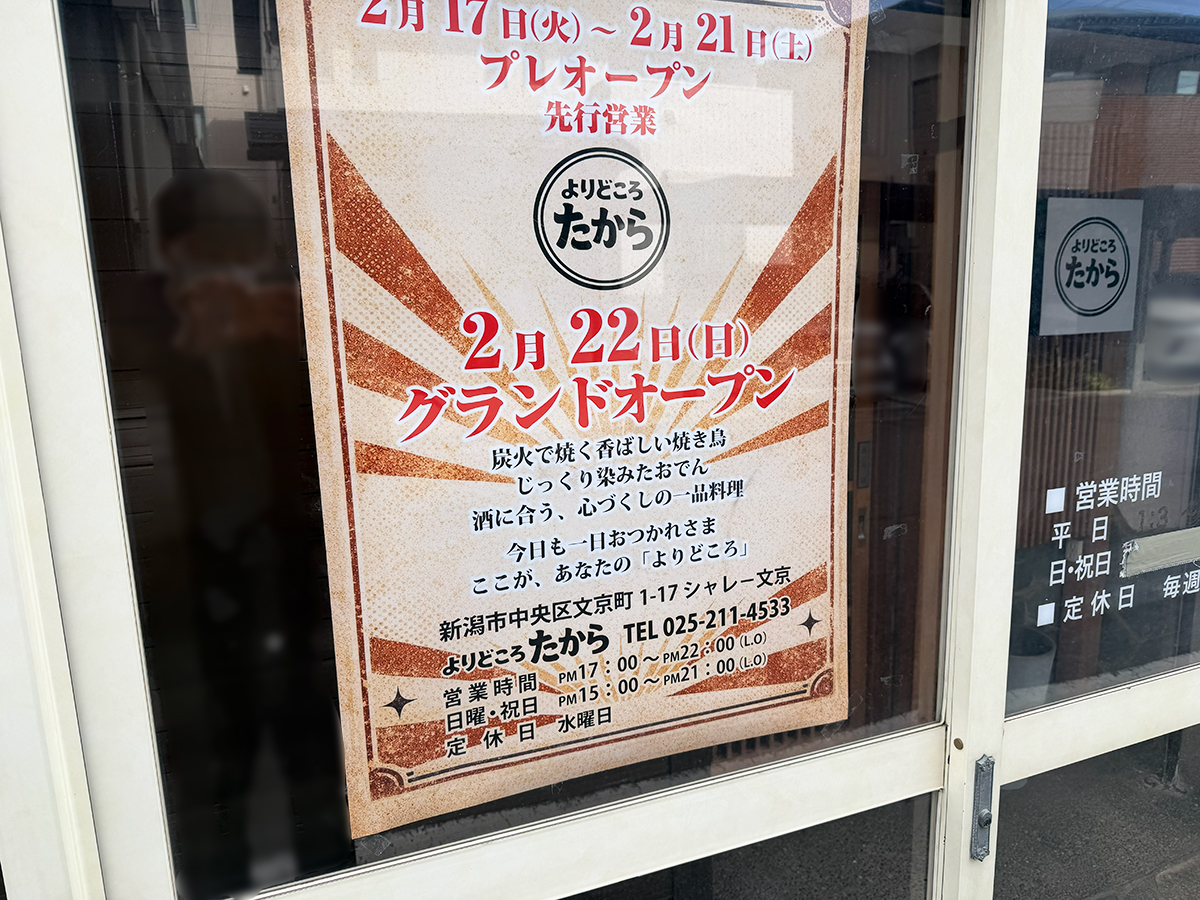 2月17日(火)～2月21日(土)
プレオープン
先行営業
よりどころ
たから
2月22日(日)
グランドオープン
炭火で焼く香ばしい焼き鳥
じっくり染みたおでん
酒に合う、心づくしの一品料理
今日も一日おつかれさま
ここが、あなたの「よりどころ」
新潟市中央区文京町1-17シャレー文京
よりどころ たから TEL 025-211-4533
営業時間 PM17：00～PM22：00(L.O)
日曜・祝日 PM15：00～PM21：00(L.O)
定休日 水曜日
よりどころ
たから
■ 営業時間
平日
日・祝日
■ 定休日 毎週